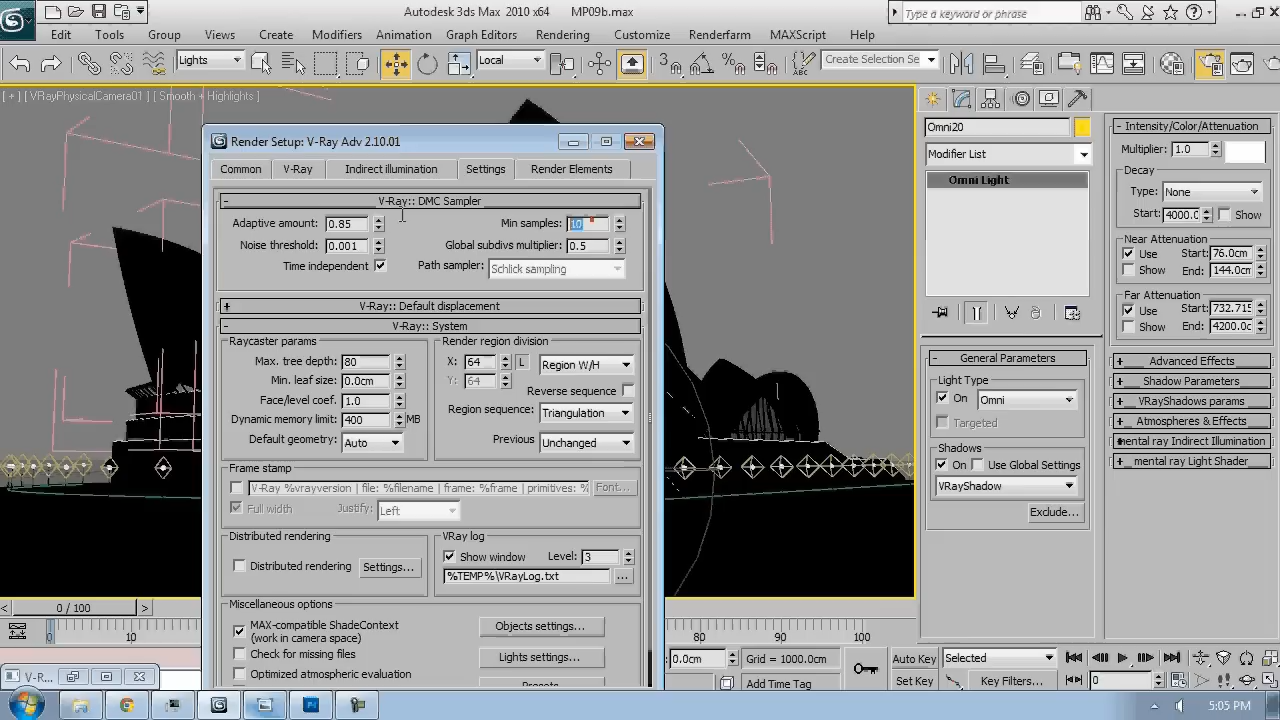 Autodesk 3ds Max 2010 x64 MP09b.max
Type a keyword or phrase
Edit Tools Group Views Create Modifiers Animation Graph Editors Rendering Customize Renderfarm MAXScript Help
Lights Local Create Selection Se
[ + ] [ VRayPhysicalCamera01 ] [ Smooth + Highlights ]
Render Setup: V-Ray Adv 2.10.01
Common V-Ray Indirect illumination Settings Render Elements
V-Ray:: DMC Sampler
Adaptive amount: 0.85 Min samples: 10
Noise threshold: 0.001 Global subdivs multiplier: 0.5
Time independent Path sampler: Schlick sampling
V-Ray:: Default displacement
V-Ray:: System
Raycaster params
Max. tree depth: 80
Min. leaf size: 0.0cm
Face/level coef. 1.0
Dynamic memory limit: 400 MB
Default geometry: Auto
Render region division
X: 64 L Region W/H
Y: 64
Reverse sequence
Region sequence: Triangulation
Previous Unchanged
Frame stamp
V-Ray %vrayversion | file: %filename | frame: %frame | primitives: % Font...
Full width Justify: Left
Distributed rendering
Distributed rendering Settings...
VRay log
Show window Level: 3
%TEMP%\VRayLog.txt ...
Miscellaneous options
MAX-compatible ShadeContext
(work in camera space)
Check for missing files
Optimized atmospheric evaluation
Objects settings...
Lights settings...
Omni20
Modifier List
Omni Light
General Parameters
Light Type
On Omni
Targeted
Shadows
On Use Global Settings
VRayShadow
Exclude...
Intensity/Color/Attenuation
Multiplier: 1.0
Decay
Type: None
Start: 4000.0 Show
Near Attenuation
Use Start: 76.0cm
Show End: 144.0cm
Far Attenuation
Use Start: 732.715
Show End: 4200.0c
Advanced Effects
Shadow Parameters
VRayShadows params
Atmospheres & Effects
mental ray Indirect Illumination
mental ray Light Shader
0 / 100
0 10 80 90 100
V-R...
0.0cm Grid = 1000.0cm
Add Time Tag
Auto Key Selected
Set Key Key Filters... 0
5:05 PM